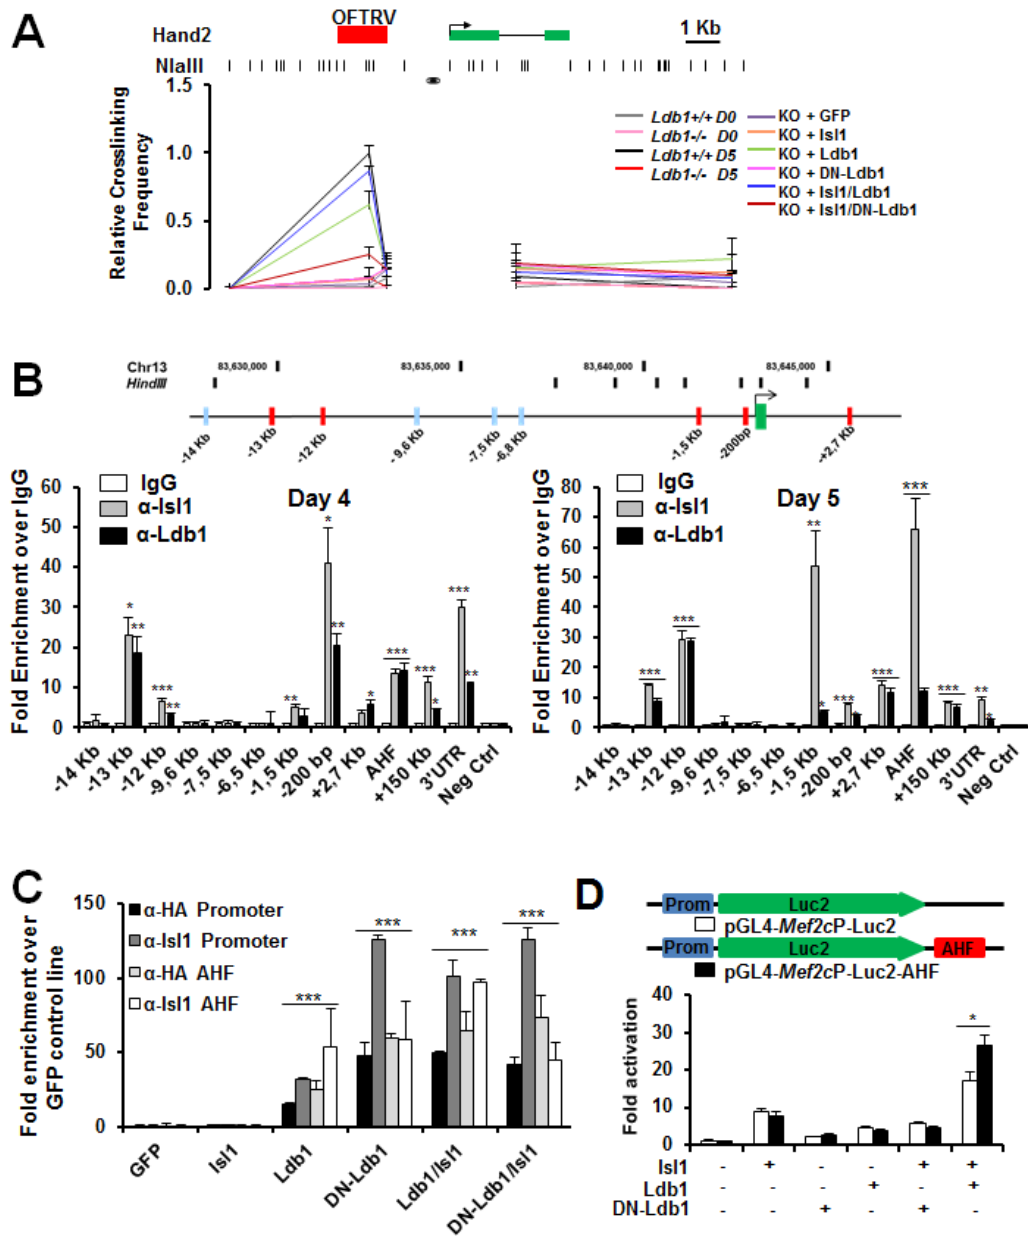 A
OFTRV
Hand2
1 Kb
NlaIII
Relative Crosslinking Frequency
1.5
1.0
0.5
0.0
Ldb1+/+ D0
Ldb1-/- D0
Ldb1+/+ D5
Ldb1-/- D5
KO + GFP
KO + Isl1
KO + Ldb1
KO + DN-Ldb1
KO + Isl1/Ldb1
KO + Isl1/DN-Ldb1
B
Chr13 83,630,000 83,635,000 83,640,000 83,645,000
HindIII
-14 Kb -13 Kb -12 Kb - 9,6 Kb -7,5 Kb -6,8 Kb -1,5 Kb -200bp -+2,7 Kb
Fold Enrichment over IgG
60
50
40
30
20
10
0
IgG
α-Isl1
α-Ldb1
Day 4
* ** *** ** ** * ** *** * *** * *** **
-14 Kb -13 Kb -12 Kb -9,6 Kb -7,5 Kb -6,5 Kb -1,5 Kb -200 bp +2,7 Kb AHF +150 Kb 3'UTR Neg Ctrl
Fold Enrichment over IgG
80
70
60
50
40
30
20
10
0
IgG
α-Isl1
α-Ldb1
Day 5
*** *** ** * *** * *** *** *** ** *
-14 Kb -13 Kb -12 Kb -9,6 Kb -7,5 Kb -6,5 Kb -1,5 Kb -200 bp +2,7 Kb AHF +150 Kb 3'UTR Neg Ctrl
C
Fold enrichment over GFP control line
150
100
50
0
α-HA Promoter
α-Isl1 Promoter
α-HA AHF
α-Isl1 AHF
*** *** *** ***
GFP Isl1 Ldb1 DN-Ldb1 Ldb1/Isl1 DN-Ldb1/Isl1
D
Prom Luc2
pGL4-Mef2cP-Luc2
Prom Luc2 AHF
pGL4-Mef2cP-Luc2-AHF
Fold activation
40
30
20
10
0
*
Isl1 - + - - + +
Ldb1 - - - + - +
DN-Ldb1 - - + - + -